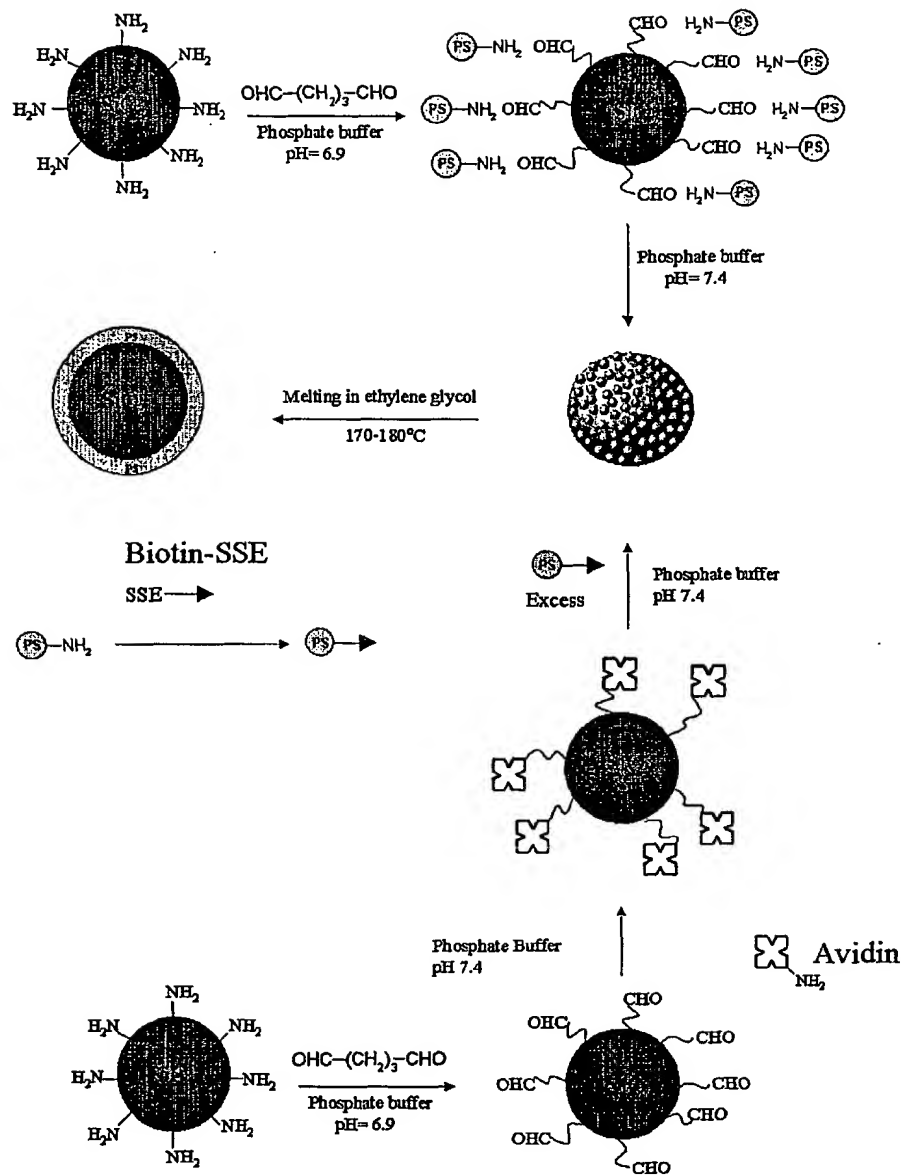 NH₂
H₂N NH₂
H₂N NH₂
H₂N NH₂
NH₂
OHC-(CH₂)₃-CHO
Phosphate buffer
pH= 6.9
CHO H₂N-PS
PS-NH₂ OHC CHO H₂N-PS
PS-NH₂ OHC CHO H₂N-PS
PS-NH₂ OHC CHO H₂N-PS
CHO H₂N-PS
Phosphate buffer
pH= 7.4
Melting in ethylene glycol
170-180°C
Biotin-SSE
SSE
PS-NH₂
PS
PS
Excess
Phosphate buffer
pH 7.4
Phosphate Buffer
pH 7.4
Avidin
NH₂
NH₂
H₂N NH₂
H₂N NH₂
H₂N NH₂
NH₂
OHC-(CH₂)₃-CHO
Phosphate buffer
pH= 6.9
CHO
OHC CHO
OHC CHO
OHC CHO
CHO